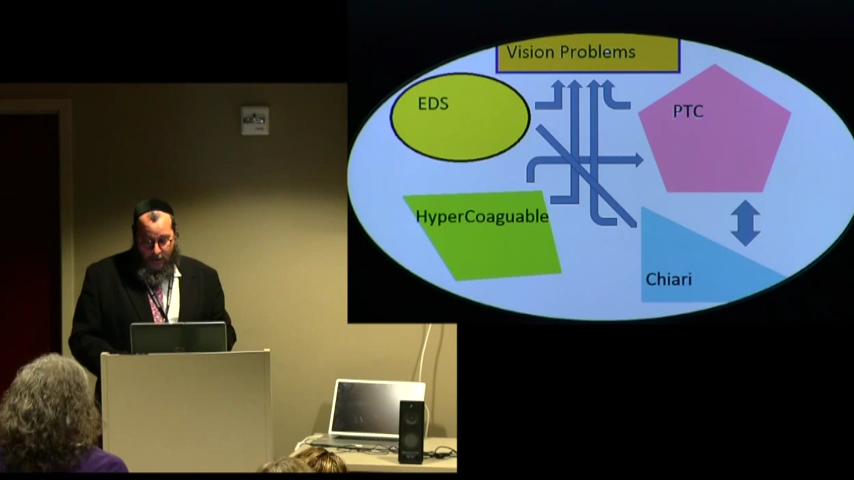 Vision Problems
EDS
PTC
HyperCoaguable
Chiari